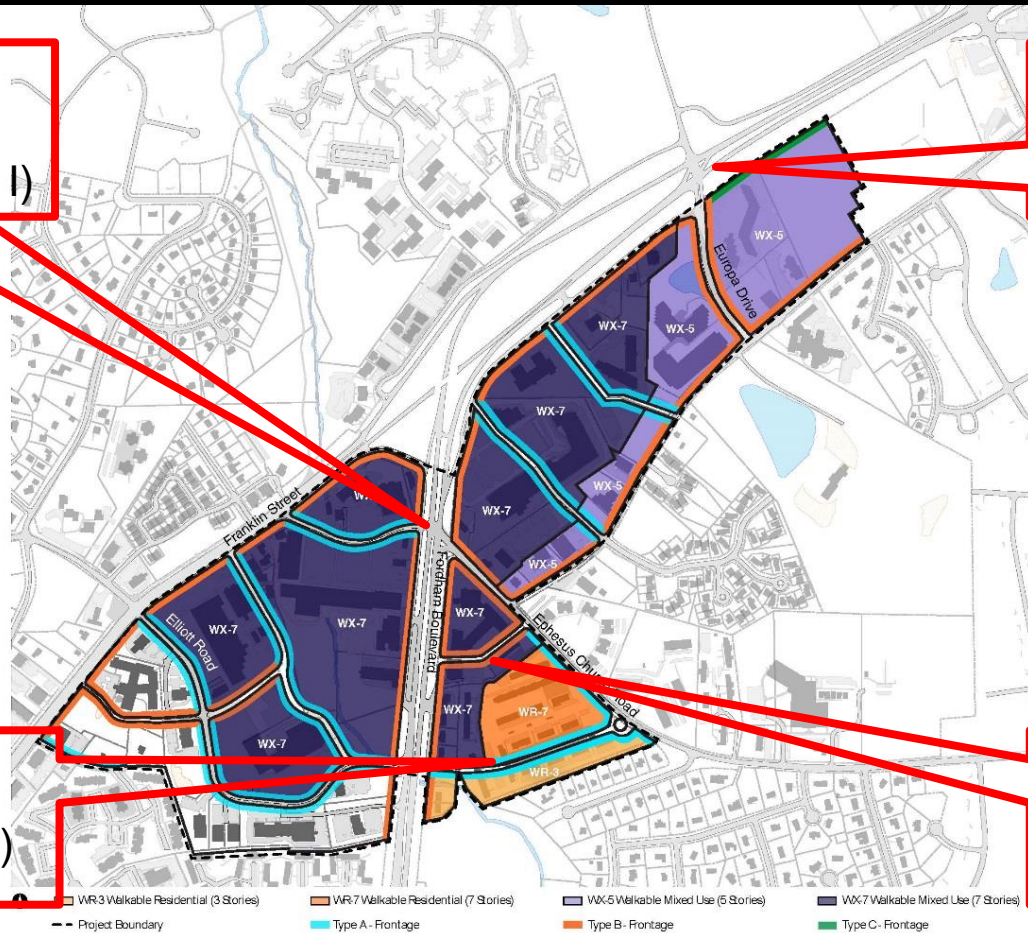 l)
WX-5
Europa Drive
WX-7
WX-5
WX-7
WX-5
WX-7
Franklin Street
WX-5
WX-7
Fordham Boulevard
Elliott Road
WX-7
WX-7
Ephesus Church Road
WX-7
WR-7
WX-7
WR-3
)
WR-3 Walkable Residential (3 Stories)
WR-7 Walkable Residential (7 Stories)
WX-5 Walkable Mixed Use (5 Stories)
WX-7 Walkable Mixed Use (7 Stories)
Project Boundary
Type A - Frontage
Type B - Frontage
Type C - Frontage